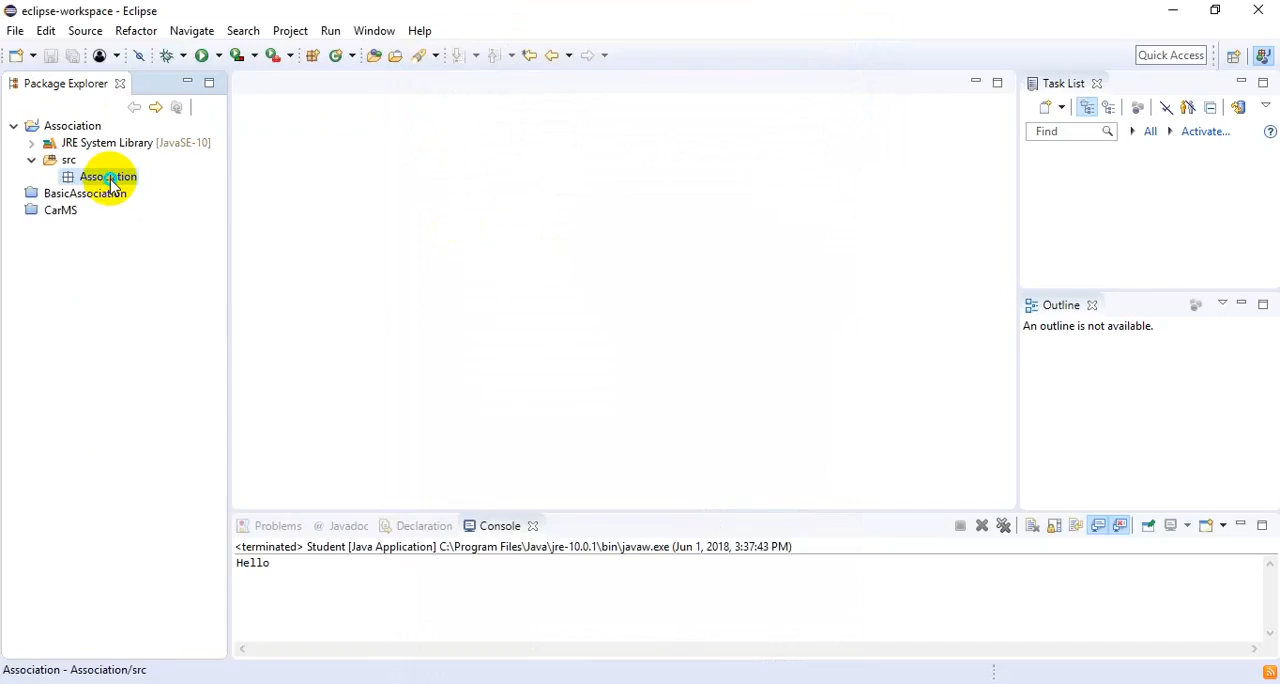 eclipse-workspace - Eclipse
File Edit Source Refactor Navigate Search Project Run Window Help
Quick Access
Package Explorer
Task List
Association
JRE System Library [JavaSE-10]
Find All Activate...
src
Association
BasicAssociation
CarMS
Outline
An outline is not available.
Problems @ Javadoc Declaration Console
<terminated> Student [Java Application] C:\Program Files\Java\jre-10.0.1\bin\javaw.exe (Jun 1, 2018, 3:37:43 PM)
Hello
Association - Association/src